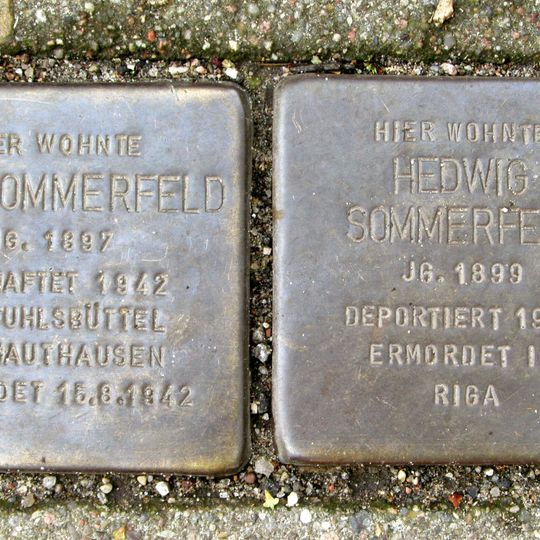 ER WOHNTE
OMMERFELD
G. 1897
AFTET 1942
UHLSBÜTTEL
AUTHAUSEN
DET 15.8.1942
HIER WOHNTE
HEDWIG
SOMMERFE
JG. 1899
DEPORTIERT 19
ERMORDET I
RIGA